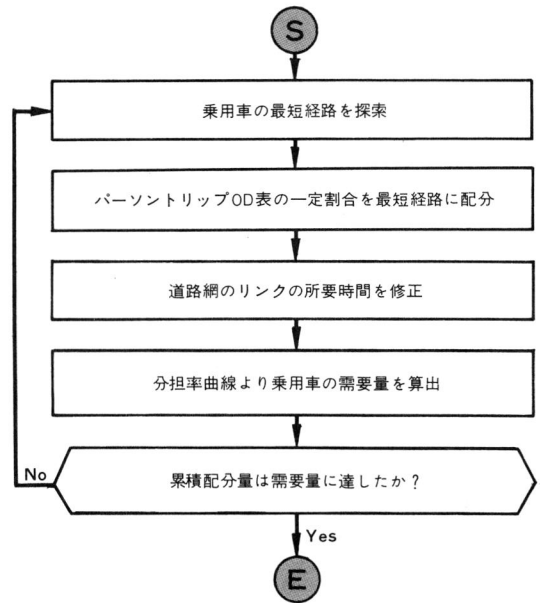 S
乗用車の最短経路を探索
パーソントリップOD表の一定割合を最短経路に配分
道路網のリンクの所要時間を修正
分担率曲線より乗用車の需要量を算出
累積配分量は需要量に達したか?
No
Yes
E